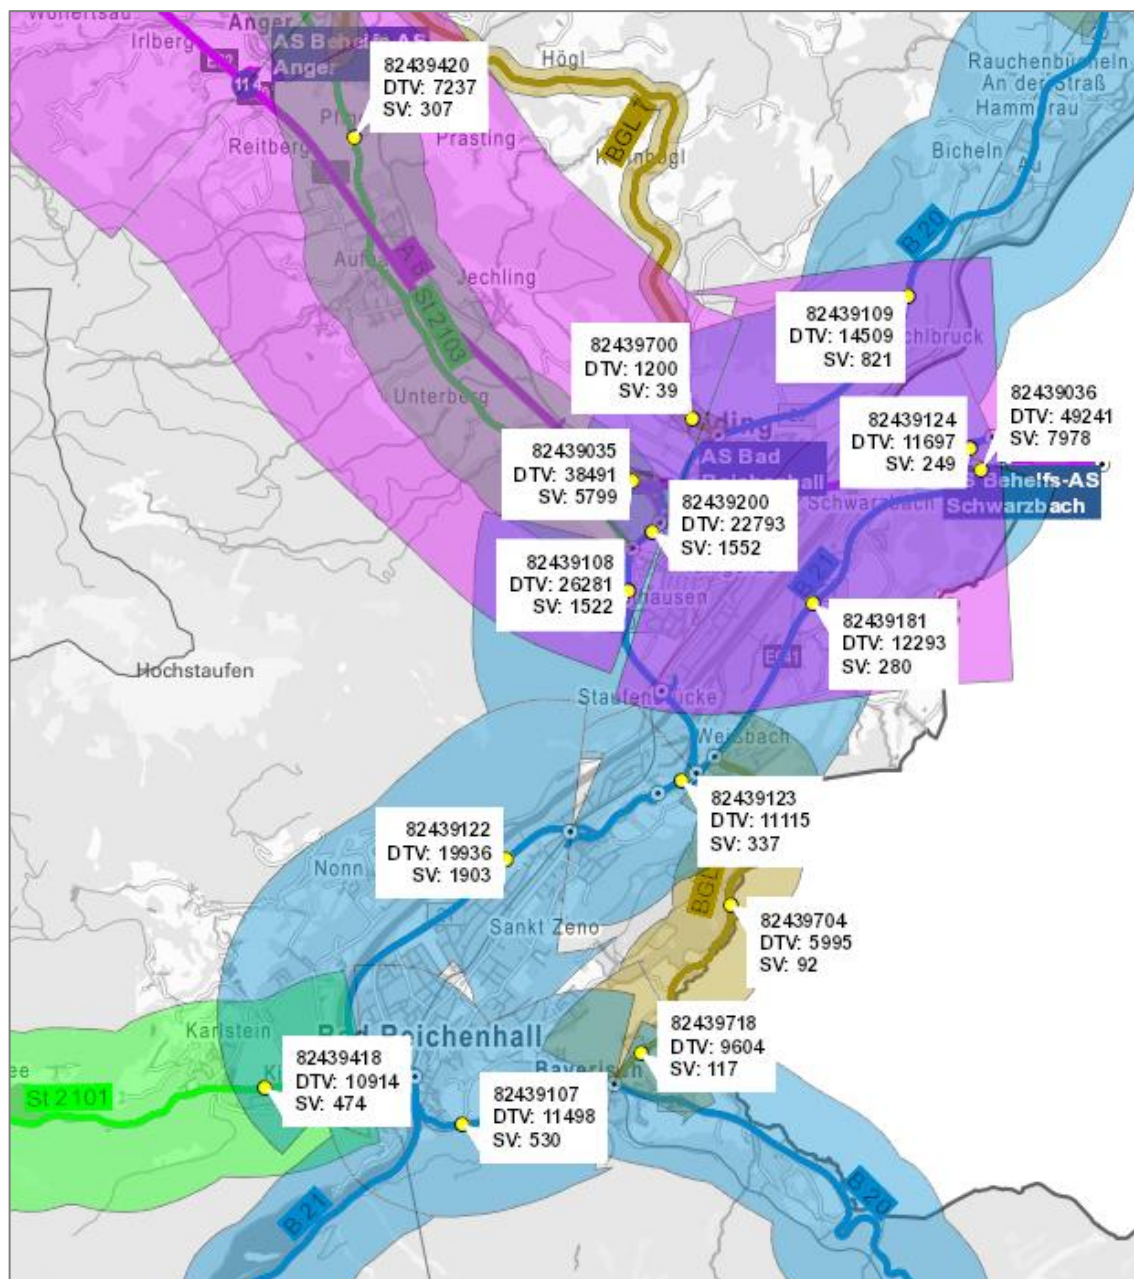 Anger
Irlberg
AS Behelfs-AS
Anger
Högl
82439420
DTV: 7237
SV: 307
Rauchenbücheln
An der Straß
Hammerau
Reitberg
Prasting
BGL 1
Bicheln
Au
B 20
A 8
Jechling
St 2103
82439109
DTV: 14509
SV: 821
82439700
DTV: 1200
SV: 39
Unterberg
82439036
DTV: 49241
SV: 7978
82439124
DTV: 11697
SV: 249
82439035
DTV: 38491
SV: 5799
AS Bad
Reichenhall
Schwarzbach
Behelfs-AS
Schwarzbach
82439200
DTV: 22793
SV: 1552
82439108
DTV: 26281
SV: 1522
B 21
82439181
DTV: 12293
SV: 280
Hochstaufen
Staufenbrücke
Weißbach
82439123
DTV: 11115
SV: 337
82439122
DTV: 19936
SV: 1903
Nonn
BGL
Sankt Zeno
82439704
DTV: 5995
SV: 92
Karlstein
Bad Reichenhall
82439718
DTV: 9604
SV: 117
82439418
DTV: 10914
SV: 474
St 2101
82439107
DTV: 11498
SV: 530
Bayerisch
B 21
B 20